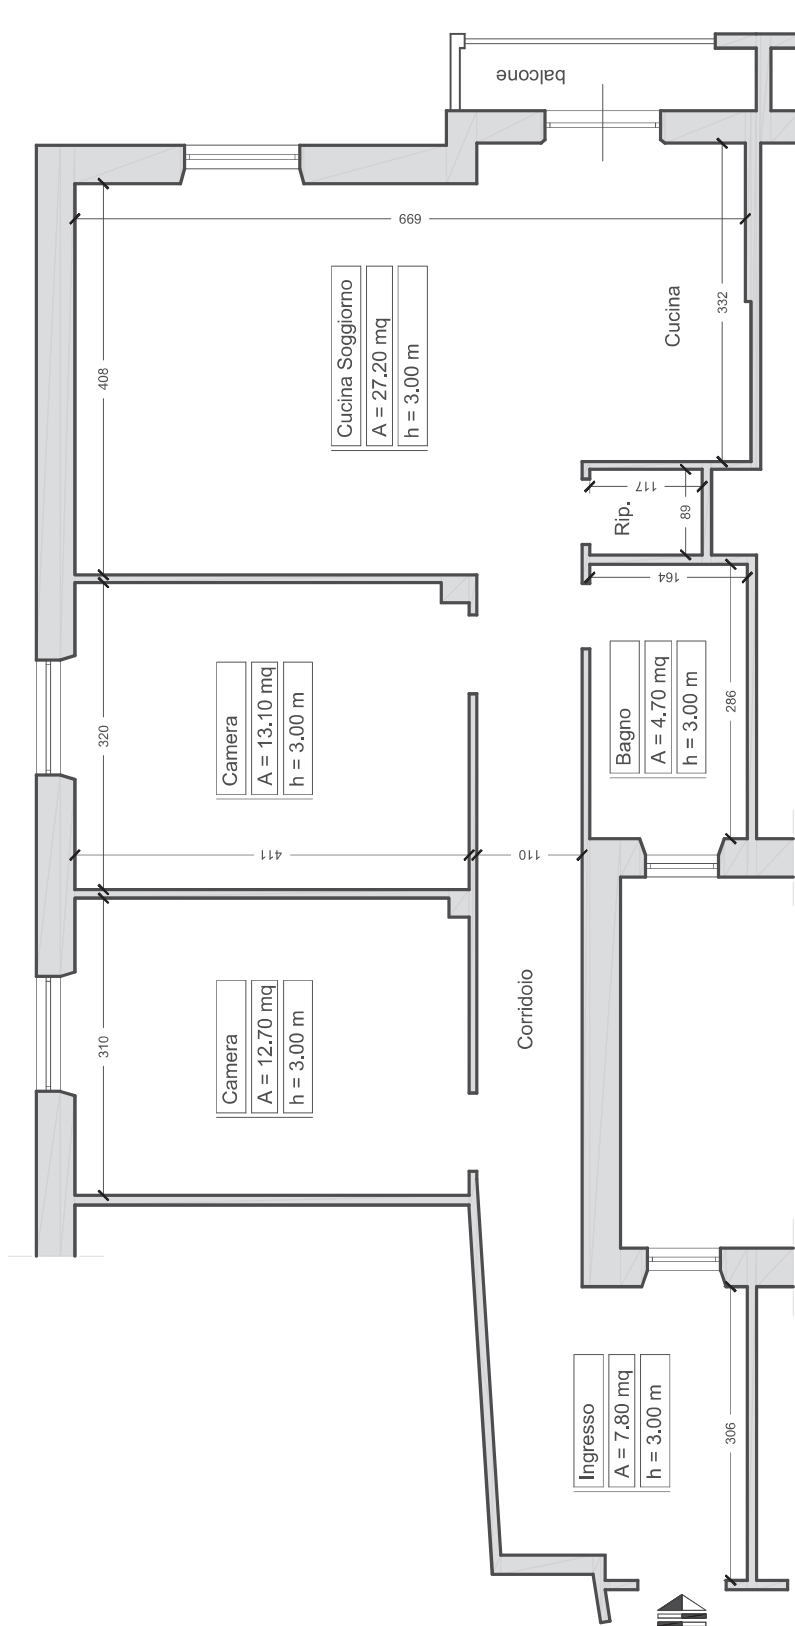 balcone
699
Cucina Soggiorno
A = 27.20 mq
h = 3.00 m
Cucina
332
408
117
Rip.
89
164
Camera
A = 13.10 mq
h = 3.00 m
320
Bagno
A = 4.70 mq
h = 3.00 m
286
411
110
Camera
A = 12.70 mq
h = 3.00 m
310
Corridoio
Ingresso
A = 7.80 mq
h = 3.00 m
306